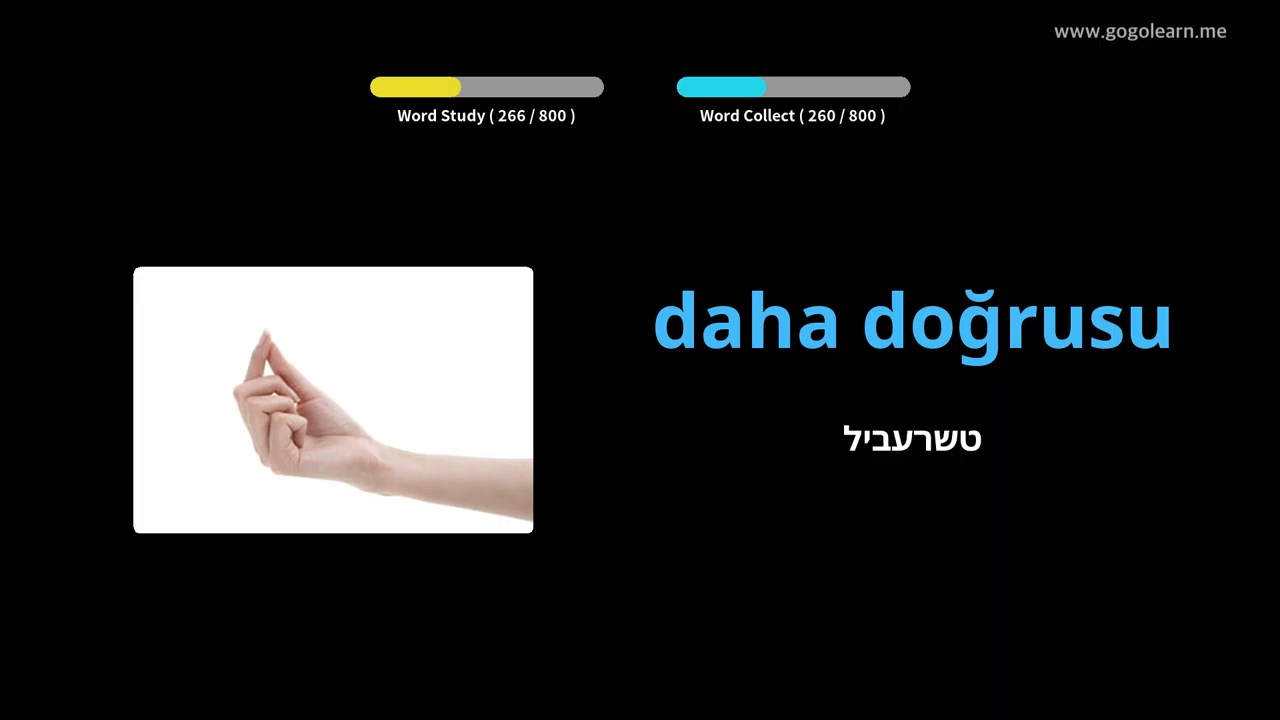 www.gogolearn.me
Word Study ( 266 / 800 )
Word Collect ( 260 / 800 )
daha doğrusu
טשרעביל